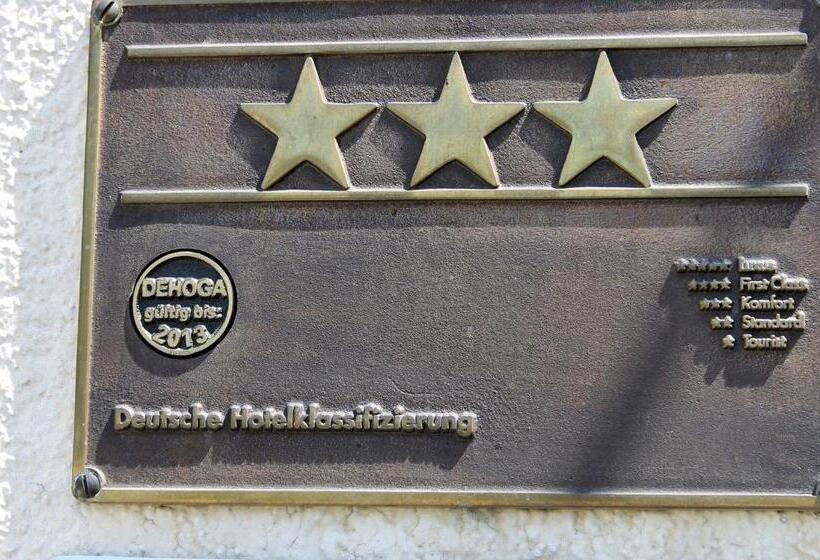 DEHOGA
gültig bis:
2013
★★★★★ Luxus
★★★★ First Class
★★★ Komfort
★★ Standard
★ Tourist
Deutsche Hotelklassifizierung